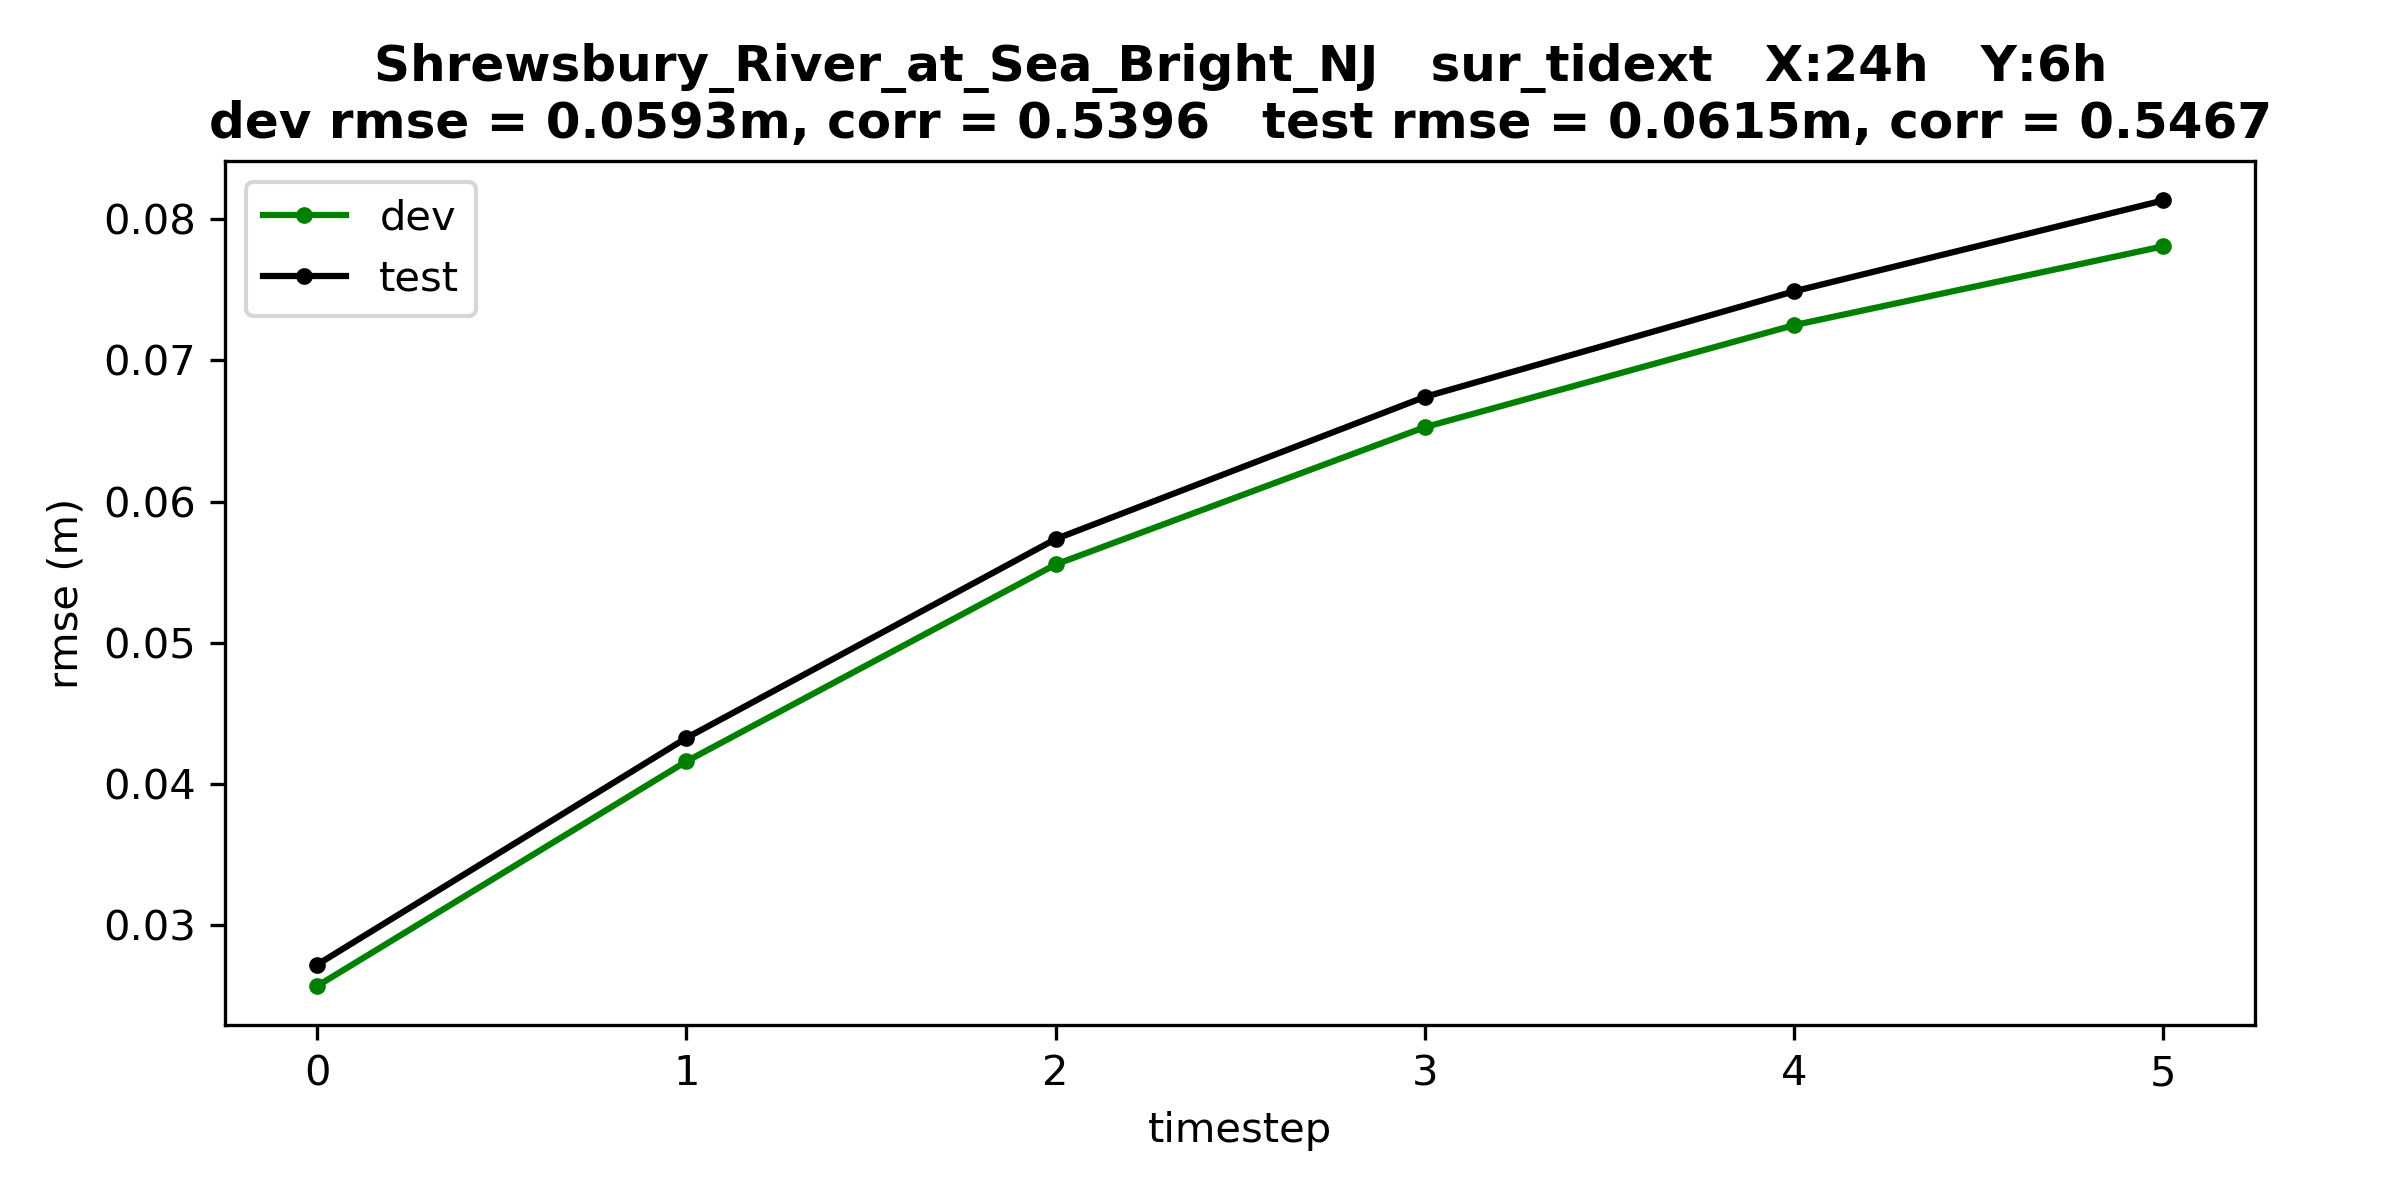 Shrewsbury_River_at_Sea_Bright_NJ   sur_tidext   X:24h   Y:6h
dev rmse = 0.0593m, corr = 0.5396   test rmse = 0.0615m, corr = 0.5467
dev
test
0.08
0.07
0.06
0.05
0.04
0.03
rmse (m)
0 1 2 3 4 5
timestep